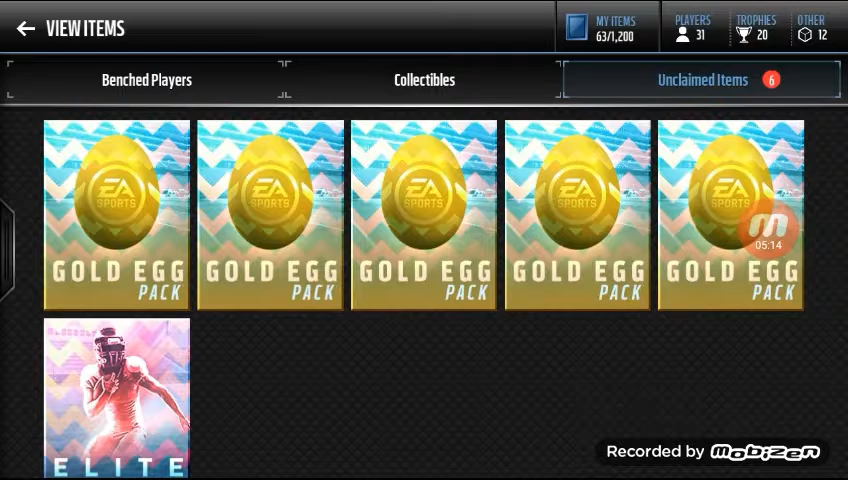 VIEW ITEMS
MY ITEMS
63/1,200
PLAYERS
31
TROPHIES
20
OTHER
12
Benched Players
Collectibles
Unclaimed Items 6
EA
SPORTS
GOLD EGG
PACK
EA
SPORTS
GOLD EGG
PACK
EA
SPORTS
GOLD EGG
PACK
EA
SPORTS
GOLD EGG
PACK
EA
SPORTS
GOLD EGG
PACK
05:14
ELITE
Recorded by mobizen